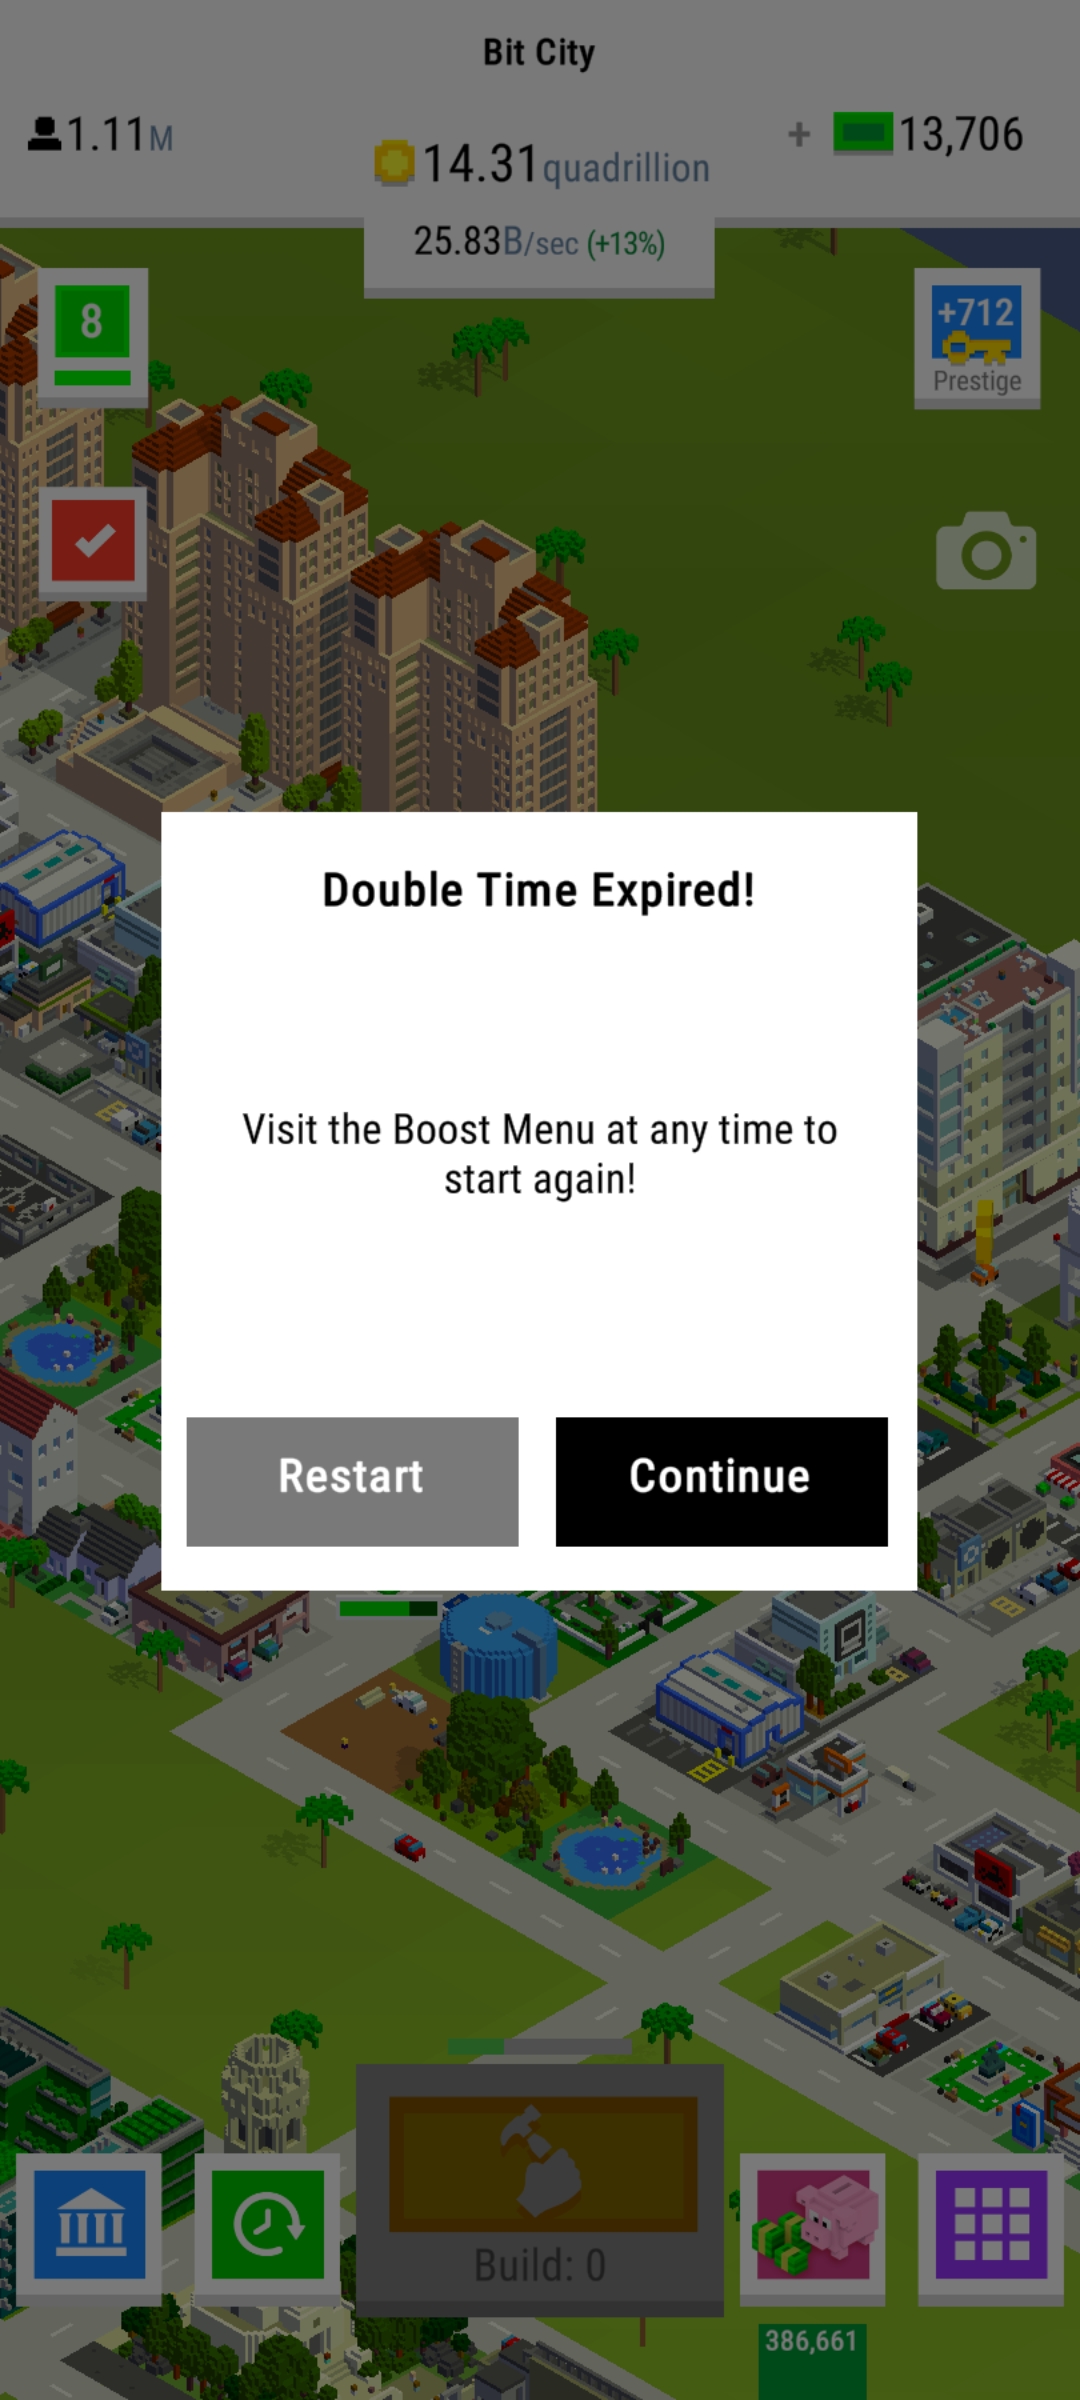 Bit City
1.11M
14.31quadrillion
+ 13,706
25.83B/sec (+13%)
8
+712
Prestige
Double Time Expired!
Visit the Boost Menu at any time to
start again!
Restart
Continue
Build: 0
386,661